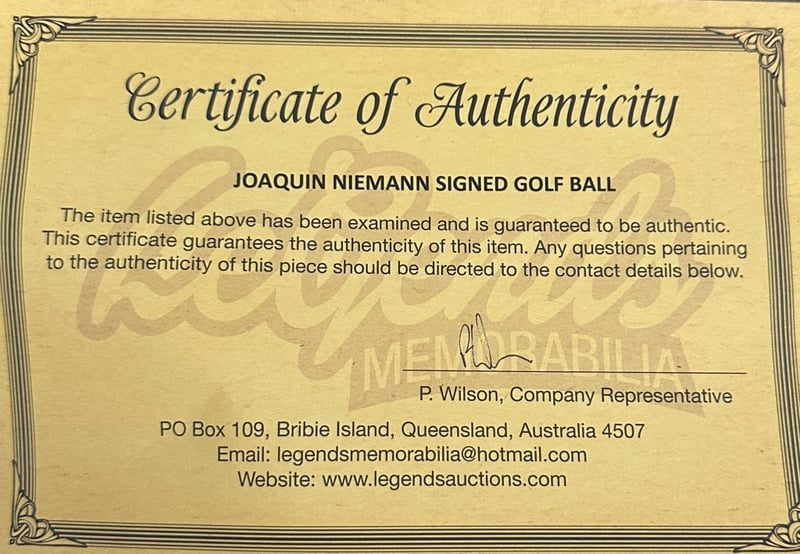 Certificate of Authenticity
JOAQUIN NIEMANN SIGNED GOLF BALL
The item listed above has been examined and is guaranteed to be authentic.
This certificate guarantees the authenticity of this item. Any questions pertaining
to the authenticity of this piece should be directed to the contact details below.
Legends
MEMORABILIA
P. Wilson, Company Representative
PO Box 109, Bribie Island, Queensland, Australia 4507
Email: legendsmemorabilia@hotmail.com
Website: www.legendsauctions.com